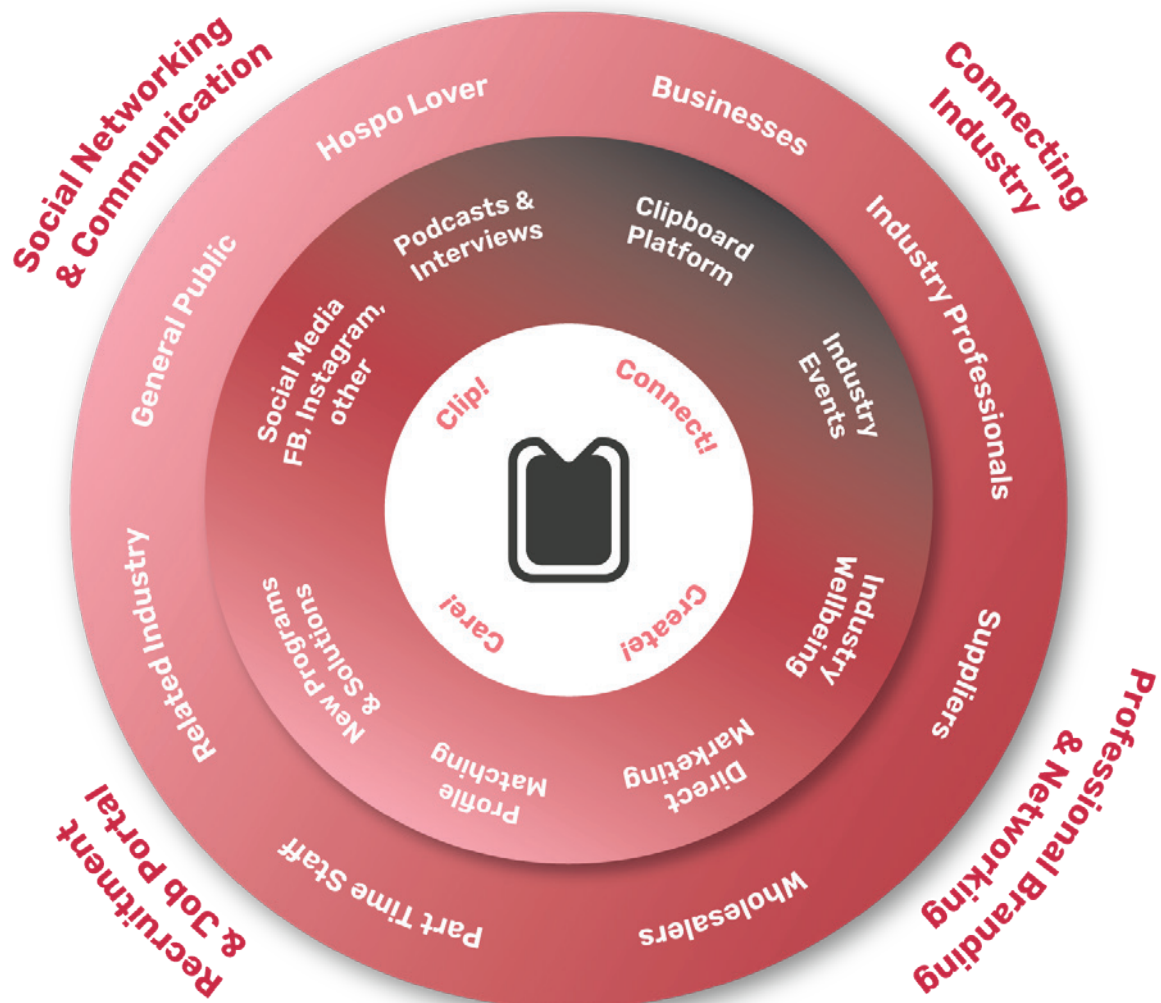 Social Networking
& Communication
Connecting
Industry
Professional Branding
& Networking
Recruitment
& Job Portal
Hospo Lover
Businesses
Industry Professionals
Suppliers
Wholesalers
Part Time Staff
Related Industry
General Public
Podcasts &
Interviews
Clipboard
Platform
Industry
Events
Industry
Wellbeing
Direct
Marketing
Profile
Matching
New Programs
& Solutions
Social Media
FB, Instagram,
other
Clip!
Connect!
Create!
Care!